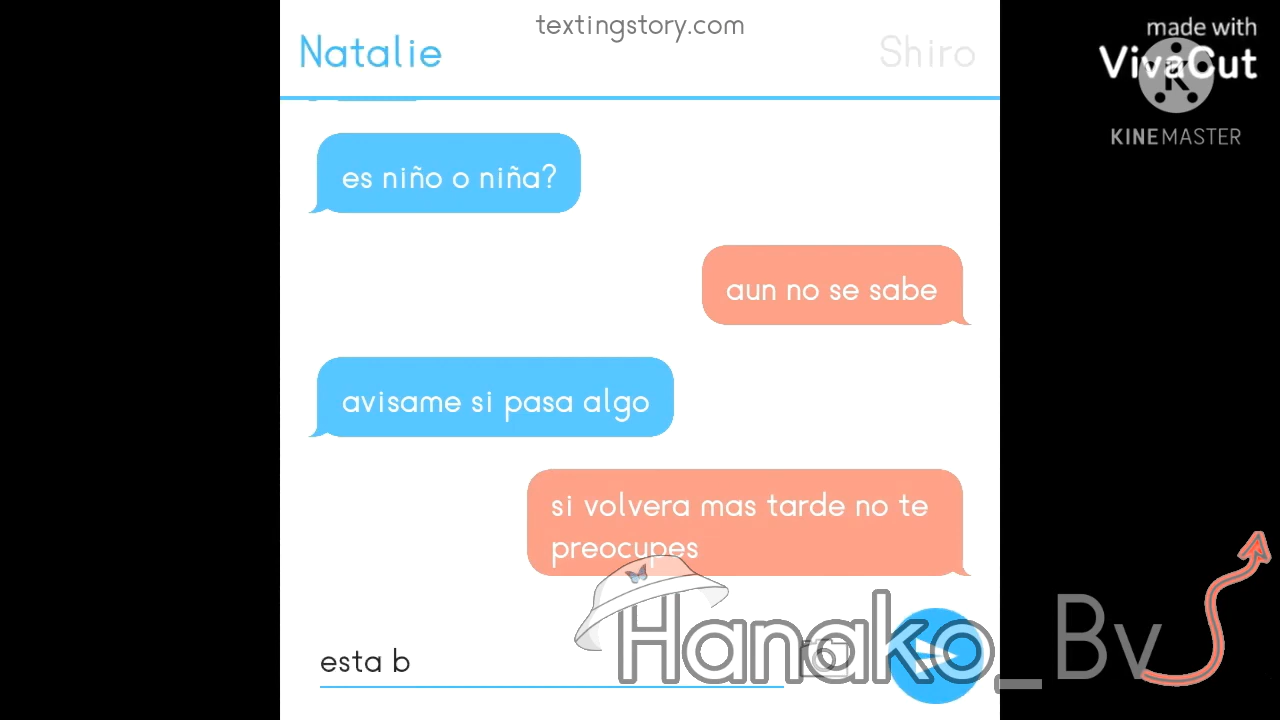 textingstory.com
Natalie
Shiro
made with
VivaCut
K
KINEMASTER
es niño o niña?
aun no se sabe
avisame si pasa algo
si volvera mas tarde no te
preocupes
esta b
Hanako_Bv